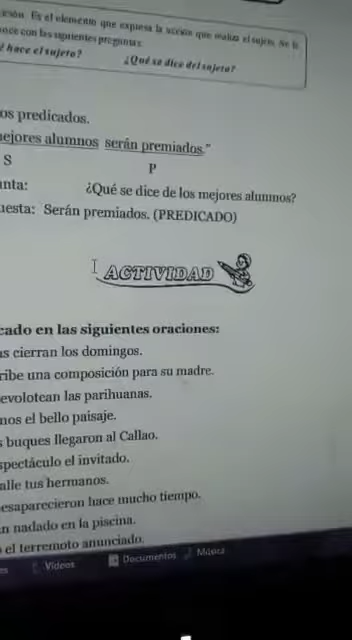 Es el elemento que expresa la acción que realiza el sujeto. Se le
con las siguientes preguntas:
hace el sujeto? ¿Qué se dice del sujeto?
os predicados.
ejores alumnos serán premiados."
S P
nta: ¿Qué se dice de los mejores alumnos?
uesta: Serán premiados. (PREDICADO)
ACTIVIDAD
cado en las siguientes oraciones:
as cierran los domingos.
ribe una composición para su madre.
evolotean las parihuanas.
nos el bello paisaje.
s buques llegaron al Callao.
spectáculo el invitado.
alle tus hermanos.
esaparecieron hace mucho tiempo.
n nadado en la piscina.
el terremoto anunciado.
es Videos Documentos Música